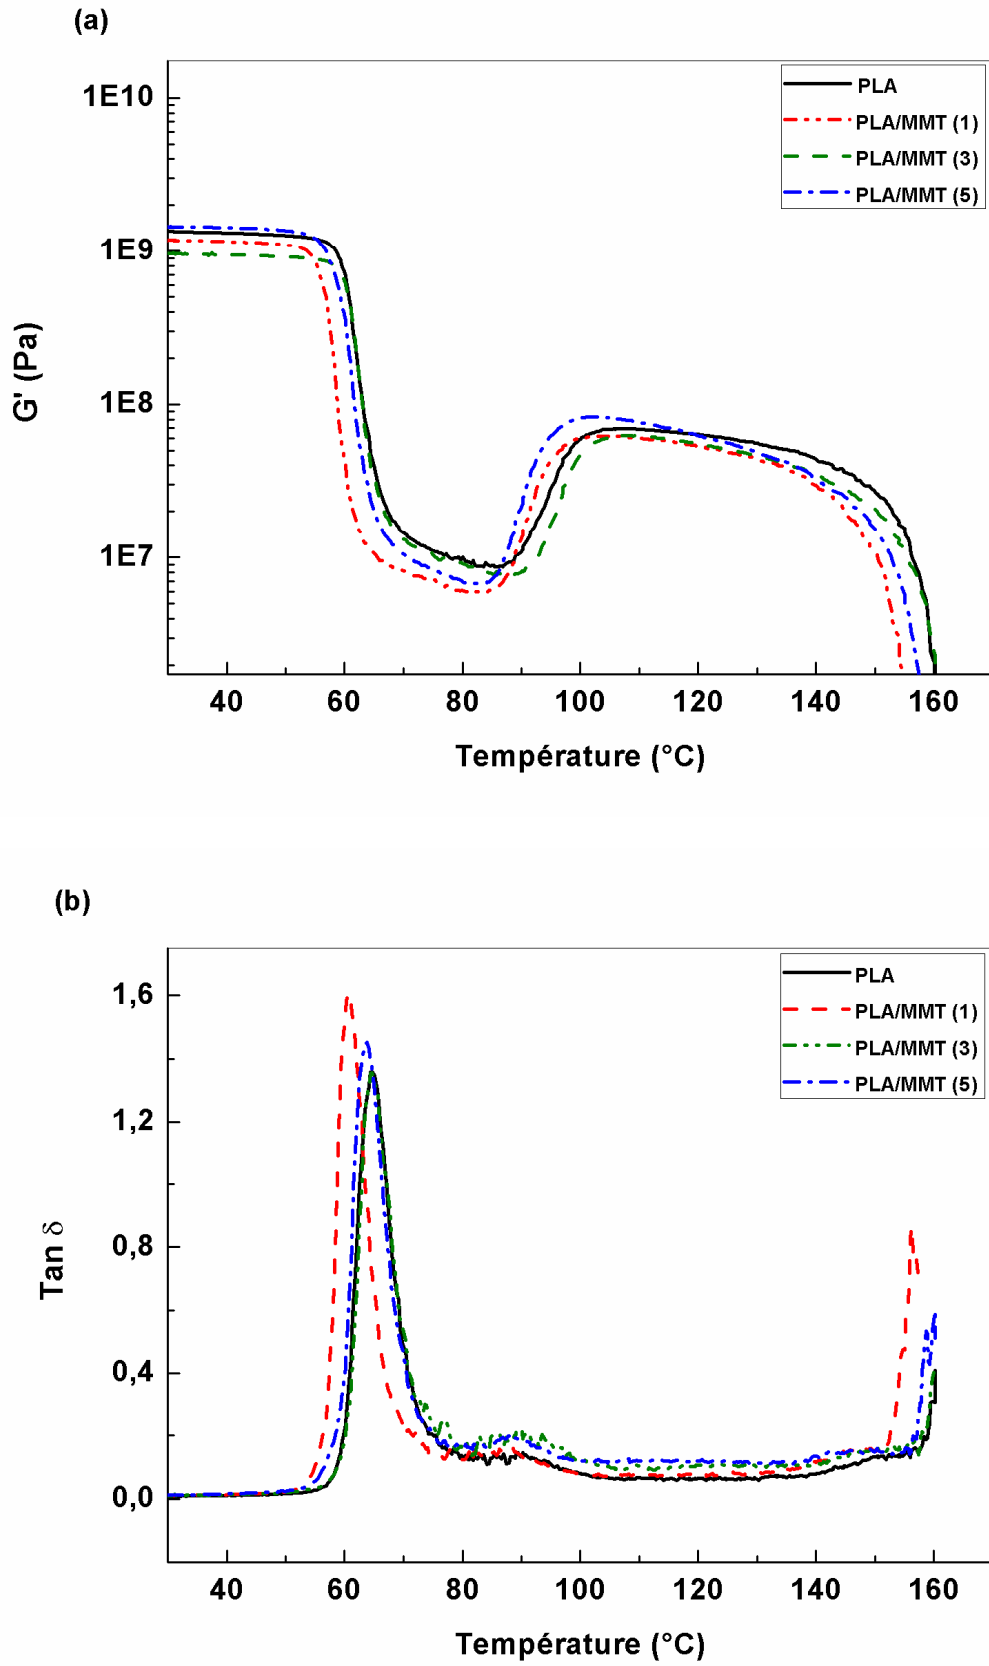 (a)
1E10
1E9
1E8
1E7
G' (Pa)
PLA
PLA/MMT (1)
PLA/MMT (3)
PLA/MMT (5)
40 60 80 100 120 140 160
Température (°C)
(b)
1,6
1,2
0,8
0,4
0,0
Tan δ
PLA
PLA/MMT (1)
PLA/MMT (3)
PLA/MMT (5)
40 60 80 100 120 140 160
Température (°C)